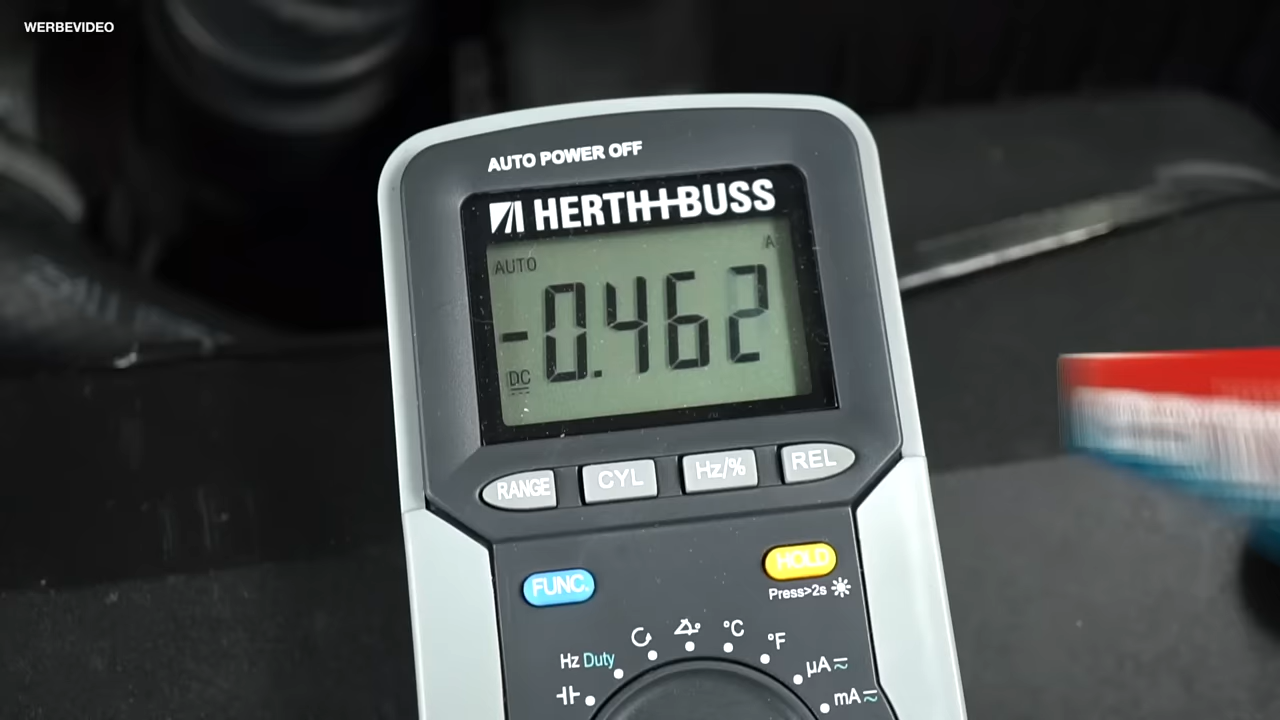 WERBEVIDEO
AUTO POWER OFF
HERTH+BUSS
AUTO
A
-0.462
DC
RANGE
CYL
Hz/%
REL
HOLD
FUNC.
Press>2s
Hz Duty
°C
°F
µA
mA